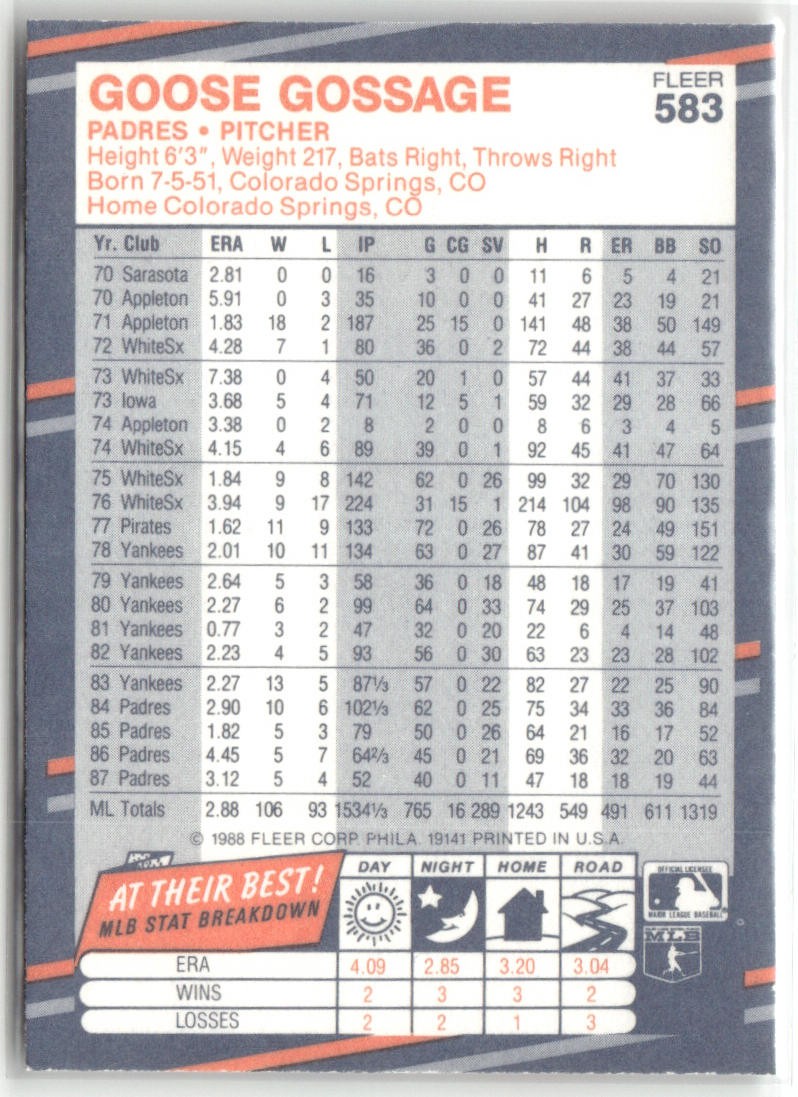 GOOSE GOSSAGE
FLEER
583
PADRES • PITCHER
Height 6'3", Weight 217, Bats Right, Throws Right
Born 7-5-51, Colorado Springs, CO
Home Colorado Springs, CO
Yr. Club ERA W L IP G CG SV H R ER BB SO
70 Sarasota 2.81 0 0 16 3 0 0 11 6 5 4 21
70 Appleton 5.91 0 3 35 10 0 0 41 27 23 19 21
71 Appleton 1.83 18 2 187 25 15 0 141 48 38 50 149
72 WhiteSx 4.28 7 1 80 36 0 2 72 44 38 44 57
73 WhiteSx 7.38 0 4 50 20 1 0 57 44 41 37 33
73 Iowa 3.68 5 4 71 12 5 1 59 32 29 28 66
74 Appleton 3.38 0 2 8 2 0 0 8 6 3 4 5
74 WhiteSx 4.15 4 6 89 39 0 1 92 45 41 47 64
75 WhiteSx 1.84 9 8 142 62 0 26 99 32 29 70 130
76 WhiteSx 3.94 9 17 224 31 15 1 214 104 98 90 135
77 Pirates 1.62 11 9 133 72 0 26 78 27 24 49 151
78 Yankees 2.01 10 11 134 63 0 27 87 41 30 59 122
79 Yankees 2.64 5 3 58 36 0 18 48 18 17 19 41
80 Yankees 2.27 6 2 99 64 0 33 74 29 25 37 103
81 Yankees 0.77 3 2 47 32 0 20 22 6 4 14 48
82 Yankees 2.23 4 5 93 56 0 30 63 23 23 28 102
83 Yankees 2.27 13 5 87⅓ 57 0 22 82 27 22 25 90
84 Padres 2.90 10 6 102⅓ 62 0 25 75 34 33 36 84
85 Padres 1.82 5 3 79 50 0 26 64 21 16 17 52
86 Padres 4.45 5 7 64⅔ 45 0 21 69 36 32 20 63
87 Padres 3.12 5 4 52 40 0 11 47 18 18 19 44
ML Totals 2.88 106 93 1534⅓ 765 16 289 1243 549 491 611 1319
© 1988 FLEER CORP. PHILA. 19141 PRINTED IN U.S.A.
AT THEIR BEST!
MLB STAT BREAKDOWN
DAY NIGHT HOME ROAD
ERA 4.09 2.85 3.20 3.04
WINS 2 3 3 2
LOSSES 2 2 1 3
OFFICIAL LICENSEE
MAJOR LEAGUE BASEBALL
MLB